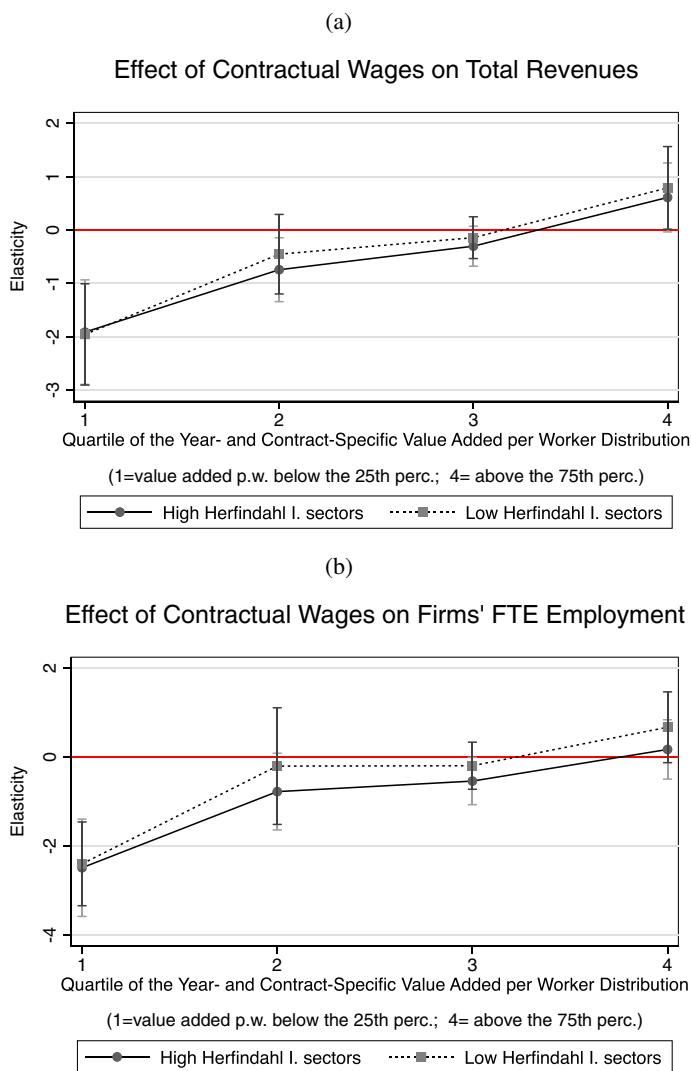 (a)
Effect of Contractual Wages on Total Revenues
2
1
0
-1
-2
-3
Elasticity
1 2 3 4
Quartile of the Year- and Contract-Specific Value Added per Worker Distribution
(1=value added p.w. below the 25th perc.; 4= above the 75th perc.)
High Herfindahl I. sectors Low Herfindahl I. sectors
(b)
Effect of Contractual Wages on Firms' FTE Employment
2
0
-2
-4
Elasticity
1 2 3 4
Quartile of the Year- and Contract-Specific Value Added per Worker Distribution
(1=value added p.w. below the 25th perc.; 4= above the 75th perc.)
High Herfindahl I. sectors Low Herfindahl I. sectors